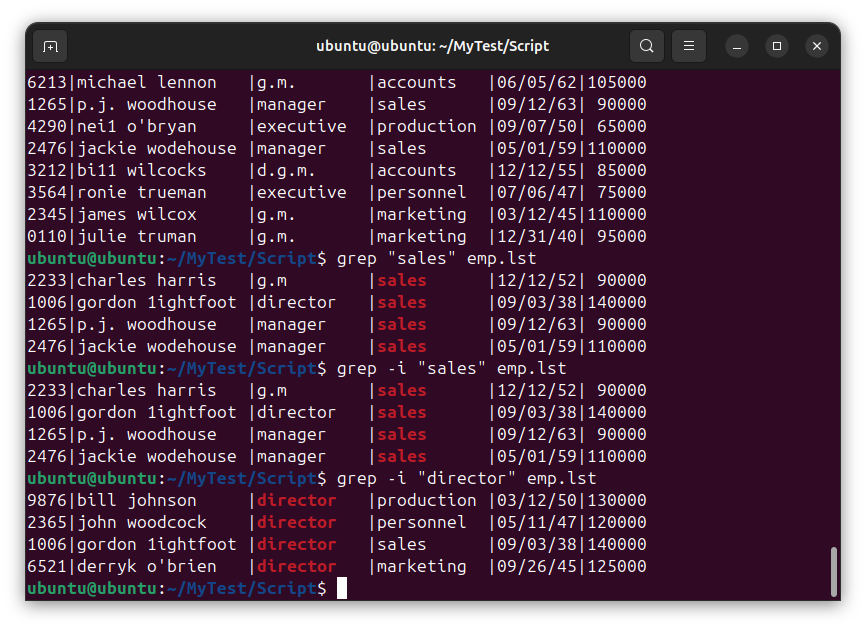 ubuntu@ubuntu: ~/MyTest/Script
6213|michael lennon   |g.m.       |accounts   |06/05/62|105000
1265|p.j. woodhouse   |manager    |sales      |09/12/63| 90000
4290|nei1 o'bryan     |executive  |production |09/07/50| 65000
2476|jackie wodehouse |manager    |sales      |05/01/59|110000
3212|bi11 wilcocks    |d.g.m.     |accounts   |12/12/55| 85000
3564|ronie trueman    |executive  |personnel  |07/06/47| 75000
2345|james wilcox     |g.m.       |marketing  |03/12/45|110000
0110|julie truman     |g.m.       |marketing  |12/31/40| 95000
ubuntu@ubuntu:~/MyTest/Script$ grep "sales" emp.lst
2233|charles harris   |g.m        |sales      |12/12/52| 90000
1006|gordon 1ightfoot |director   |sales      |09/03/38|140000
1265|p.j. woodhouse   |manager    |sales      |09/12/63| 90000
2476|jackie wodehouse |manager    |sales      |05/01/59|110000
ubuntu@ubuntu:~/MyTest/Script$ grep -i "sales" emp.lst
2233|charles harris   |g.m        |sales      |12/12/52| 90000
1006|gordon 1ightfoot |director   |sales      |09/03/38|140000
1265|p.j. woodhouse   |manager    |sales      |09/12/63| 90000
2476|jackie wodehouse |manager    |sales      |05/01/59|110000
ubuntu@ubuntu:~/MyTest/Script$ grep -i "director" emp.lst
9876|bill johnson     |director   |production |03/12/50|130000
2365|john woodcock    |director   |personnel  |05/11/47|120000
1006|gordon 1ightfoot |director   |sales      |09/03/38|140000
6521|derryk o'brien   |director   |marketing  |09/26/45|125000
ubuntu@ubuntu:~/MyTest/Script$